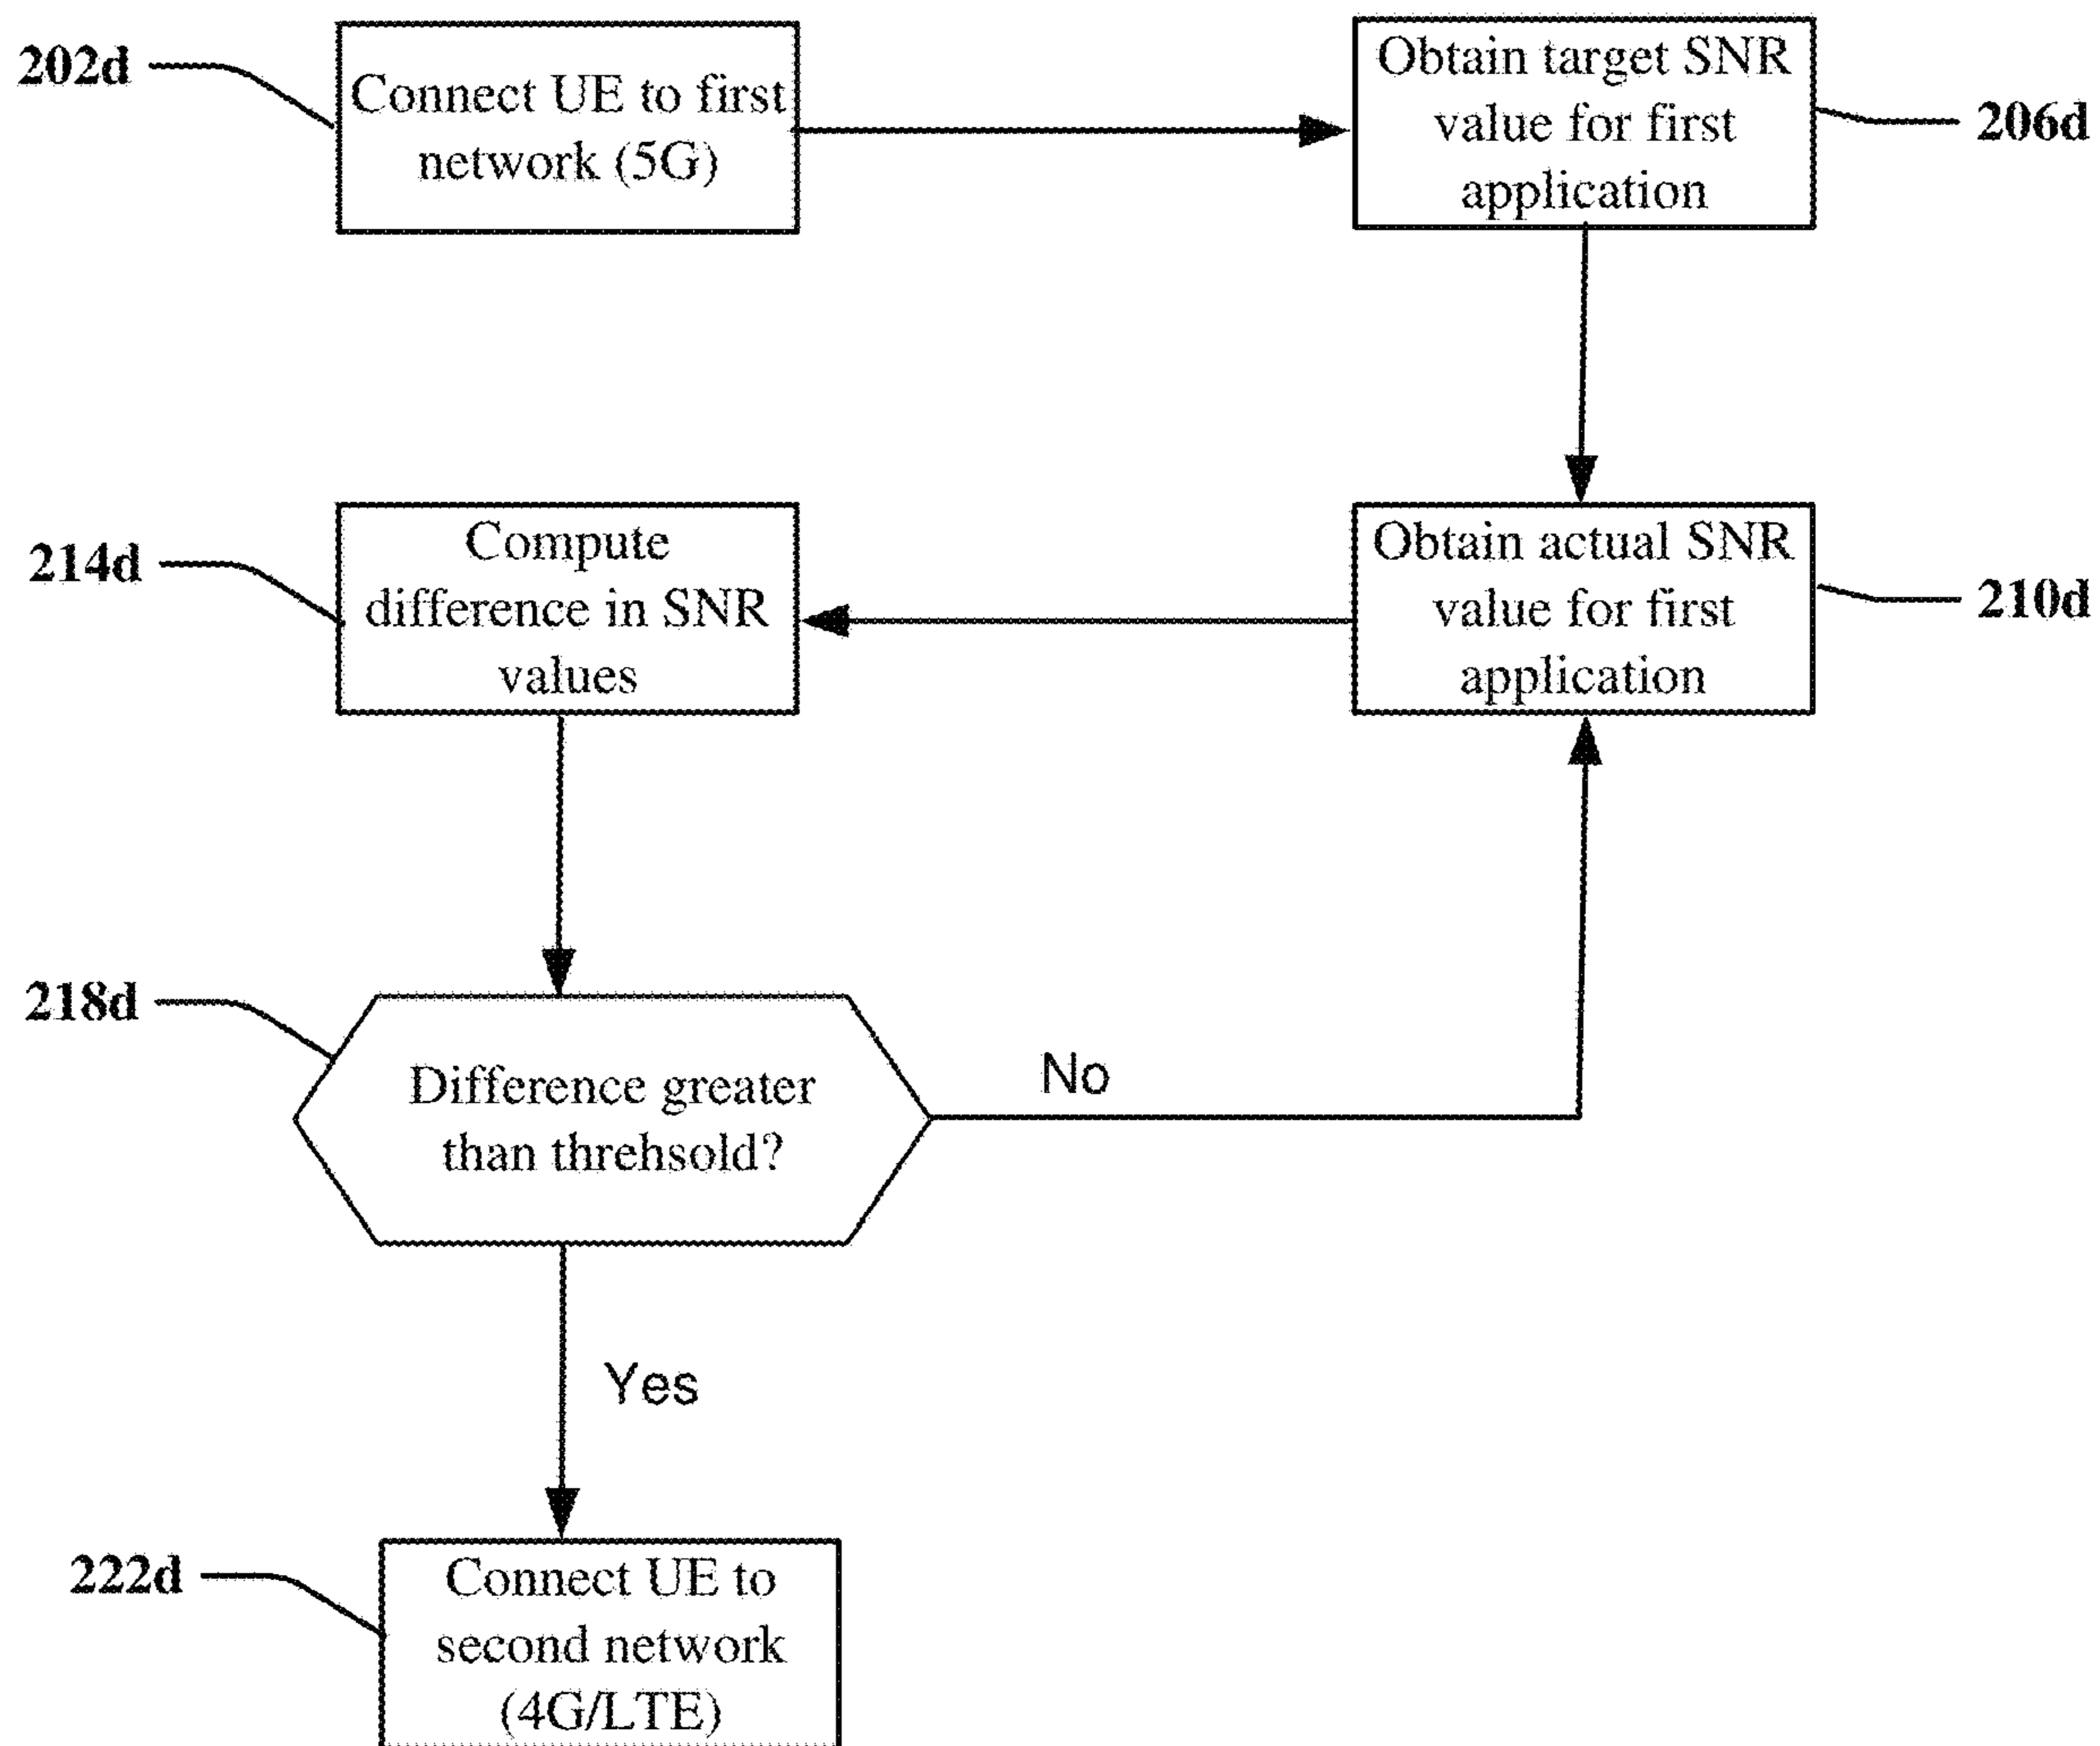 202d
Connect UE to first
network (5G)
Obtain target SNR
value for first
application
206d
214d
Compute
difference in SNR
values
Obtain actual SNR
value for first
application
210d
218d
Difference greater
than threhsold?
No
Yes
222d
Connect UE to
second network
(4G/LTE)